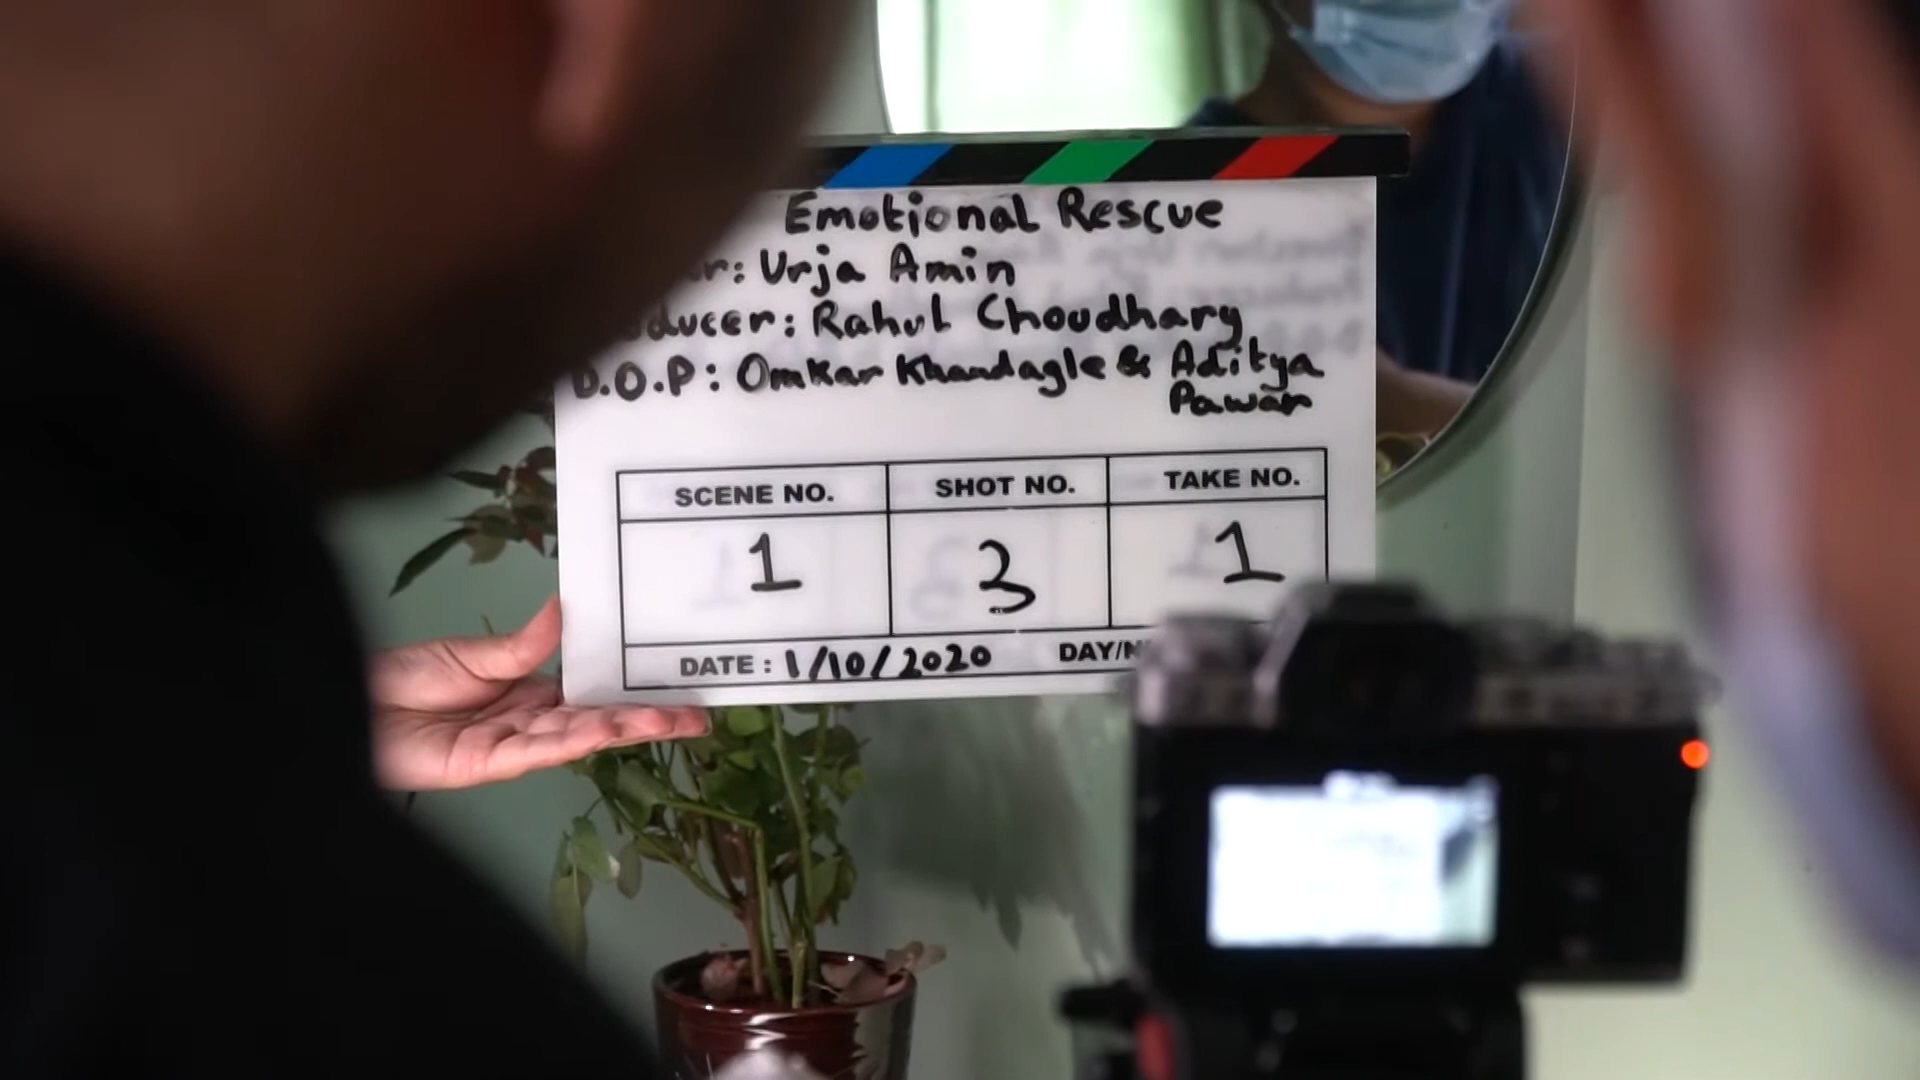 Emotional Rescue
r: Urja Amin
oducer: Rahul Choudhary
D.O.P: Omkar Khandagle & Aditya
Pawar
SCENE NO. SHOT NO. TAKE NO.
1 3 1
DATE : 1/10/2020 DAY/N